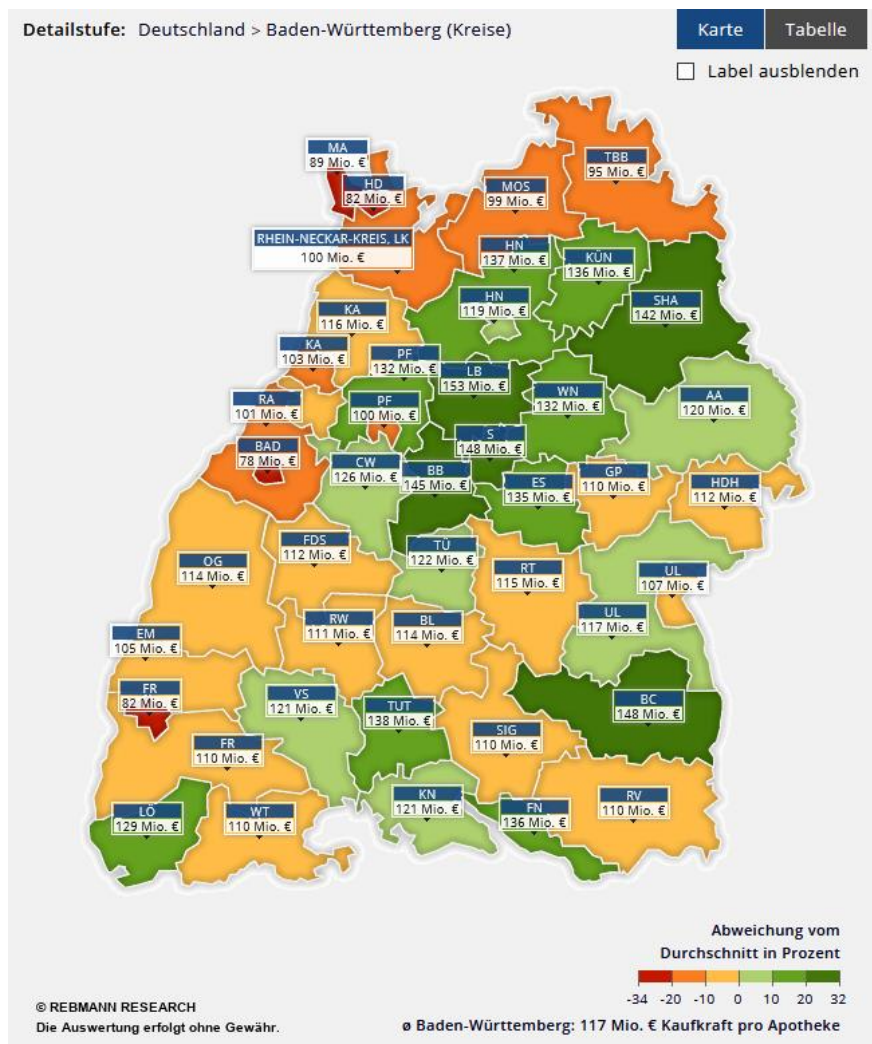 Detailstufe: Deutschland > Baden-Württemberg (Kreise)
Karte
Tabelle
Label ausblenden
MA
89 Mio. €
HD
82 Mio. €
TBB
95 Mio. €
MOS
99 Mio. €
RHEIN-NECKAR-KREIS, LK
100 Mio. €
HN
137 Mio. €
KÜN
136 Mio. €
HN
119 Mio. €
SHA
142 Mio. €
KA
116 Mio. €
KA
103 Mio. €
PF
132 Mio. €
LB
153 Mio. €
WN
132 Mio. €
AA
120 Mio. €
RA
101 Mio. €
PF
100 Mio. €
S
148 Mio. €
BAD
78 Mio. €
CW
126 Mio. €
BB
145 Mio. €
ES
135 Mio. €
GP
110 Mio. €
HDH
112 Mio. €
FDS
112 Mio. €
TÜ
122 Mio. €
OG
114 Mio. €
RT
115 Mio. €
UL
107 Mio. €
UL
117 Mio. €
RW
111 Mio. €
BL
114 Mio. €
EM
105 Mio. €
FR
82 Mio. €
VS
121 Mio. €
TUT
138 Mio. €
BC
148 Mio. €
SIG
110 Mio. €
FR
110 Mio. €
KN
121 Mio. €
RV
110 Mio. €
LÖ
129 Mio. €
WT
110 Mio. €
FN
136 Mio. €
Abweichung vom
Durchschnitt in Prozent
-34 -20 -10 0 10 20 32
© REBMANN RESEARCH
Die Auswertung erfolgt ohne Gewähr.
ø Baden-Württemberg: 117 Mio. € Kaufkraft pro Apotheke